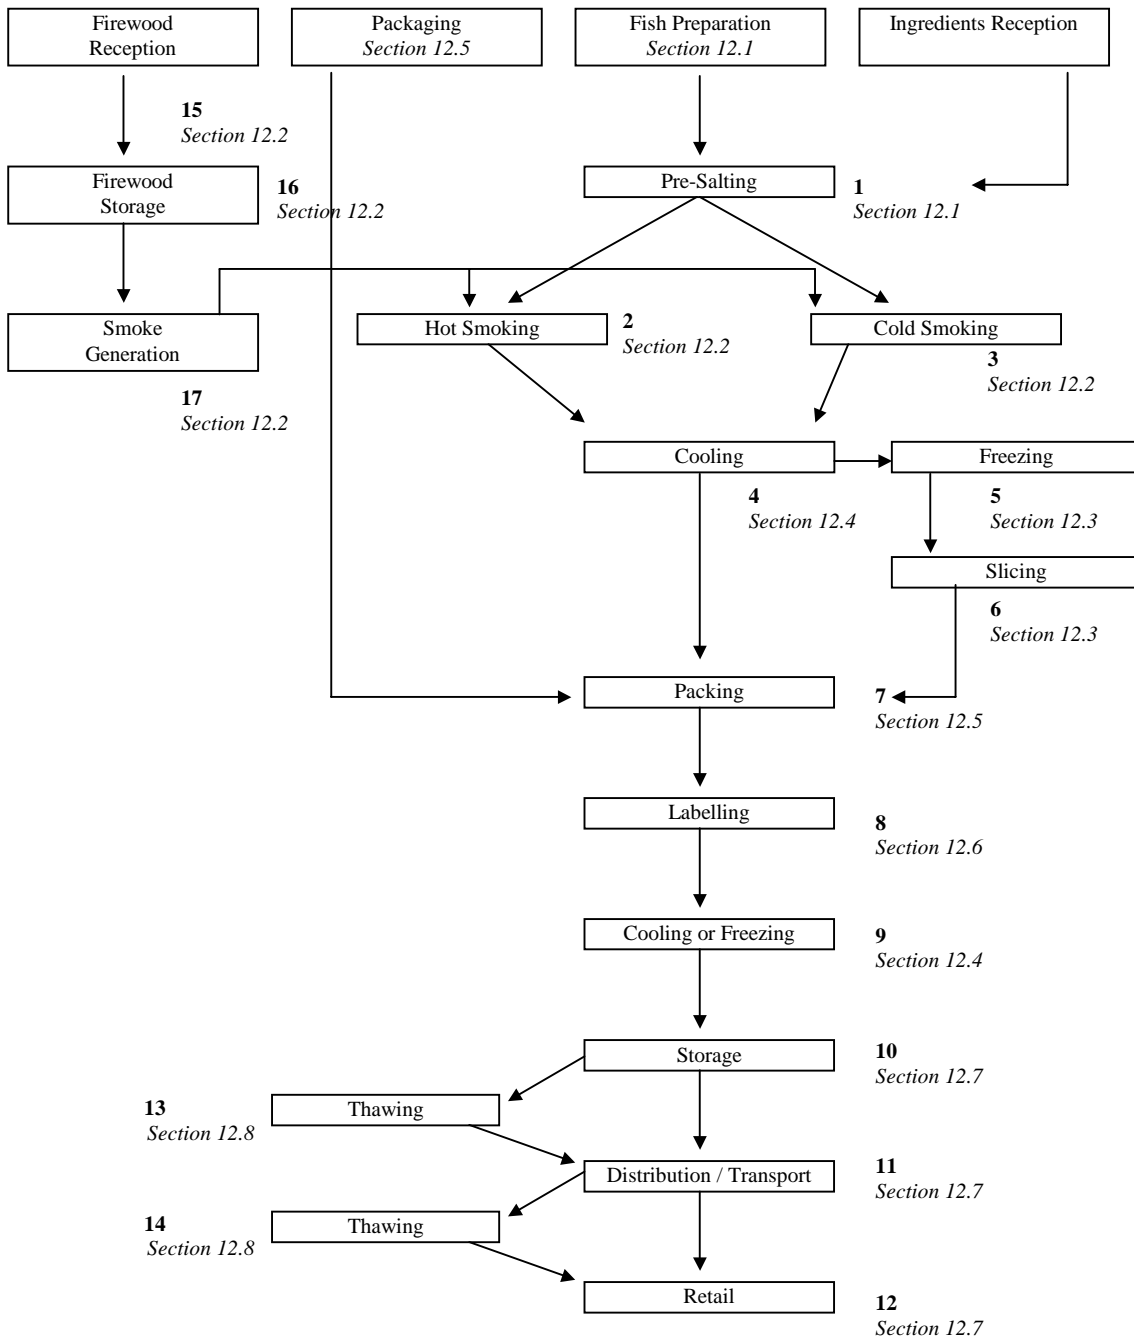 Firewood
Reception
Packaging
Section 12.5
Fish Preparation
Section 12.1
Ingredients Reception
15
Section 12.2
Firewood
Storage
16
Section 12.2
Pre-Salting
1
Section 12.1
Smoke
Generation
17
Section 12.2
Hot Smoking
2
Section 12.2
Cold Smoking
3
Section 12.2
Cooling
4
Section 12.4
Freezing
5
Section 12.3
Slicing
6
Section 12.3
Packing
7
Section 12.5
Labelling
8
Section 12.6
Cooling or Freezing
9
Section 12.4
Storage
10
Section 12.7
13
Section 12.8
Thawing
Distribution / Transport
11
Section 12.7
14
Section 12.8
Thawing
Retail
12
Section 12.7